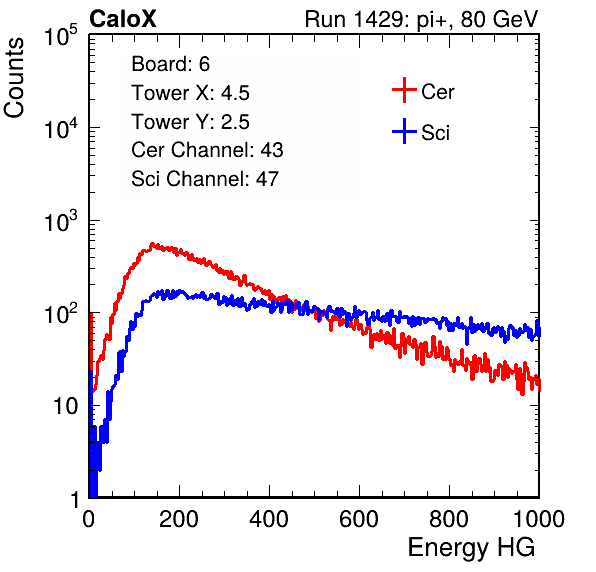 CaloX Run 1429: pi+, 80 GeV
Counts
10^5
10^4
10^3
10^2
10
1
Board: 6
Tower X: 4.5
Tower Y: 2.5
Cer Channel: 43
Sci Channel: 47
Cer
Sci
0 200 400 600 800 1000
Energy HG